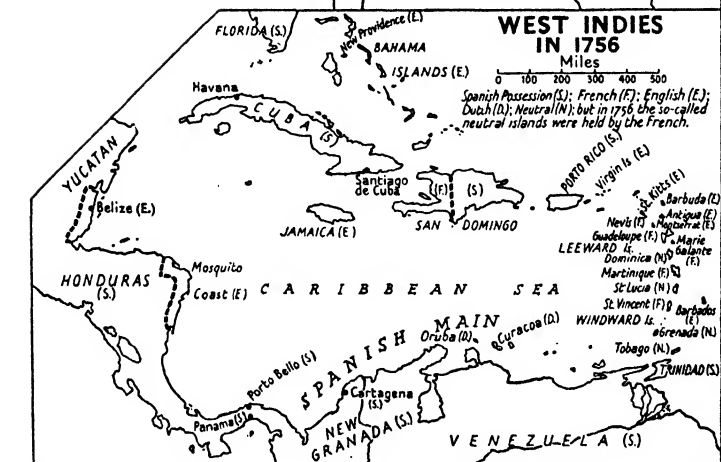 WEST INDIES
IN 1756
Miles
0 100 200 300 400 500
Spanish Possession (S.); French (F.); English (E.);
Dutch (D.); Neutral (N.); but in 1756 the so-called
neutral islands were held by the French.
FLORIDA (S.)
New Providence (E.)
BAHAMA
ISLANDS (E.)
Havana
CUBA (S)
YUCATAN
Santiago
de Cuba
(F.)
(S.)
PORTO RICO (S.)
Virgin Is (E.)
St. Kitts (E)
Barbuda (E)
Belize (E.)
Antigua (E)
JAMAICA (E)
SAN DOMINGO
Nevis
Montserrat (E.)
Guadeloupe (F.)
Marie
Galante
(F.)
LEEWARD Is.
Dominica (N)
Mosquito
Coast (E)
HONDURAS
(S.)
Martinique (F.)
CARIBBEAN SEA
St Lucia (N.)
St. Vincent (F)
Barbados
(E)
WINDWARD Is.
Grenada (N.)
SPANISH MAIN
Oruba (D.)
Curacoa (D.)
Tobago (N.)
TRINIDAD (S.)
Porto Bello (S)
Cartagena
(S.)
Panama (S)
NEW
GRANADA (S.)
VENEZUELA (S.)